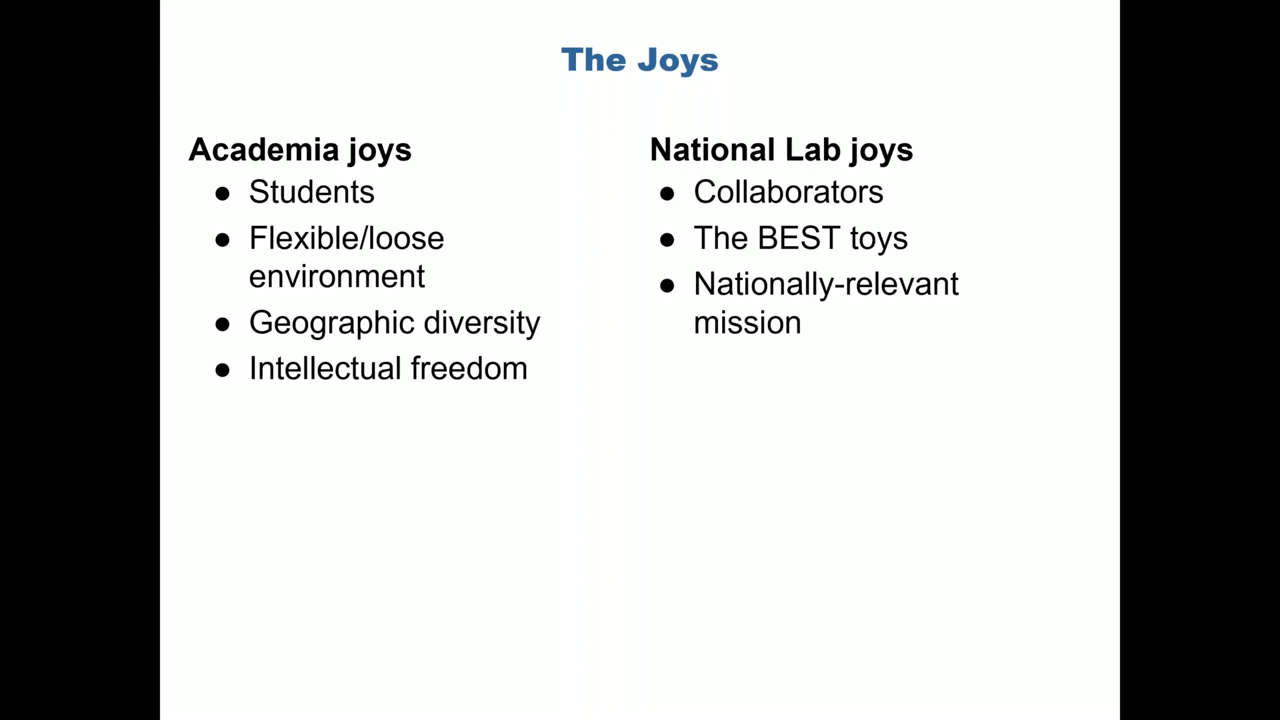 The Joys
Academia joys
● Students
● Flexible/loose
environment
● Geographic diversity
● Intellectual freedom
National Lab joys
● Collaborators
● The BEST toys
● Nationally-relevant
mission